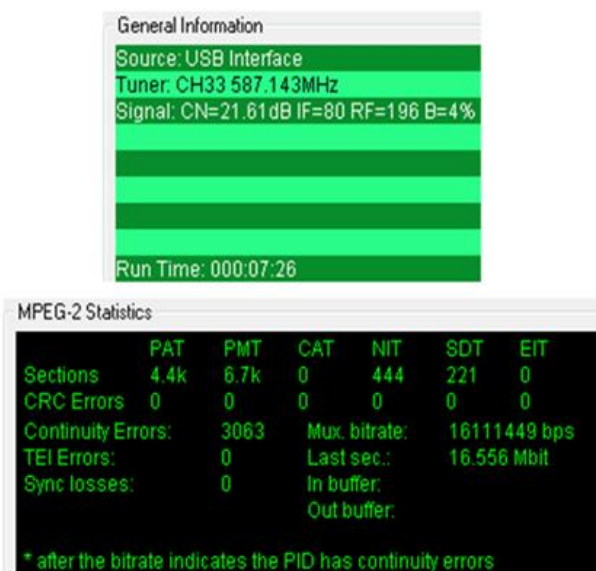 General Information
Source: USB Interface
Tuner: CH33 587.143MHz
Signal: CN=21.61dB IF=80 RF=196 B=4%
Run Time: 000:07:26
MPEG-2 Statistics
PAT PMT CAT NIT SDT EIT
Sections 4.4k 6.7k 0 444 221 0
CRC Errors 0 0 0 0 0 0
Continuity Errors: 3063 Mux. bitrate: 16111449 bps
TEI Errors: 0 Last sec.: 16.556 Mbit
Sync losses: 0 In buffer:
Out buffer:
* after the bitrate indicates the PID has continuity errors